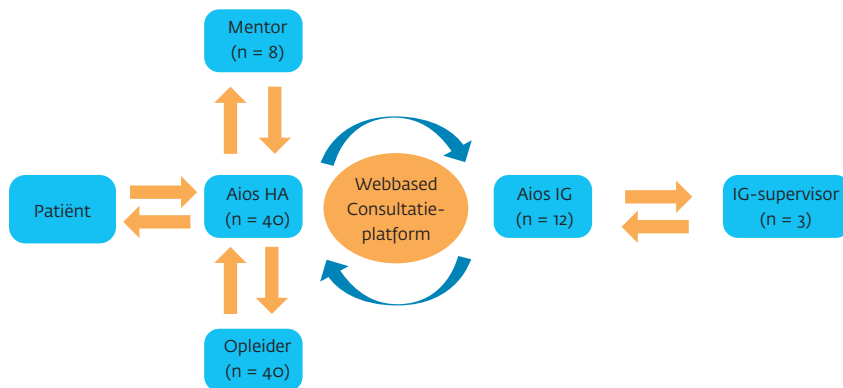 Mentor
(n = 8)
Patiënt
Aios HA
(n = 40)
Webbased
Consultatie-
platform
Aios IG
(n = 12)
IG-supervisor
(n = 3)
Opleider
(n = 40)